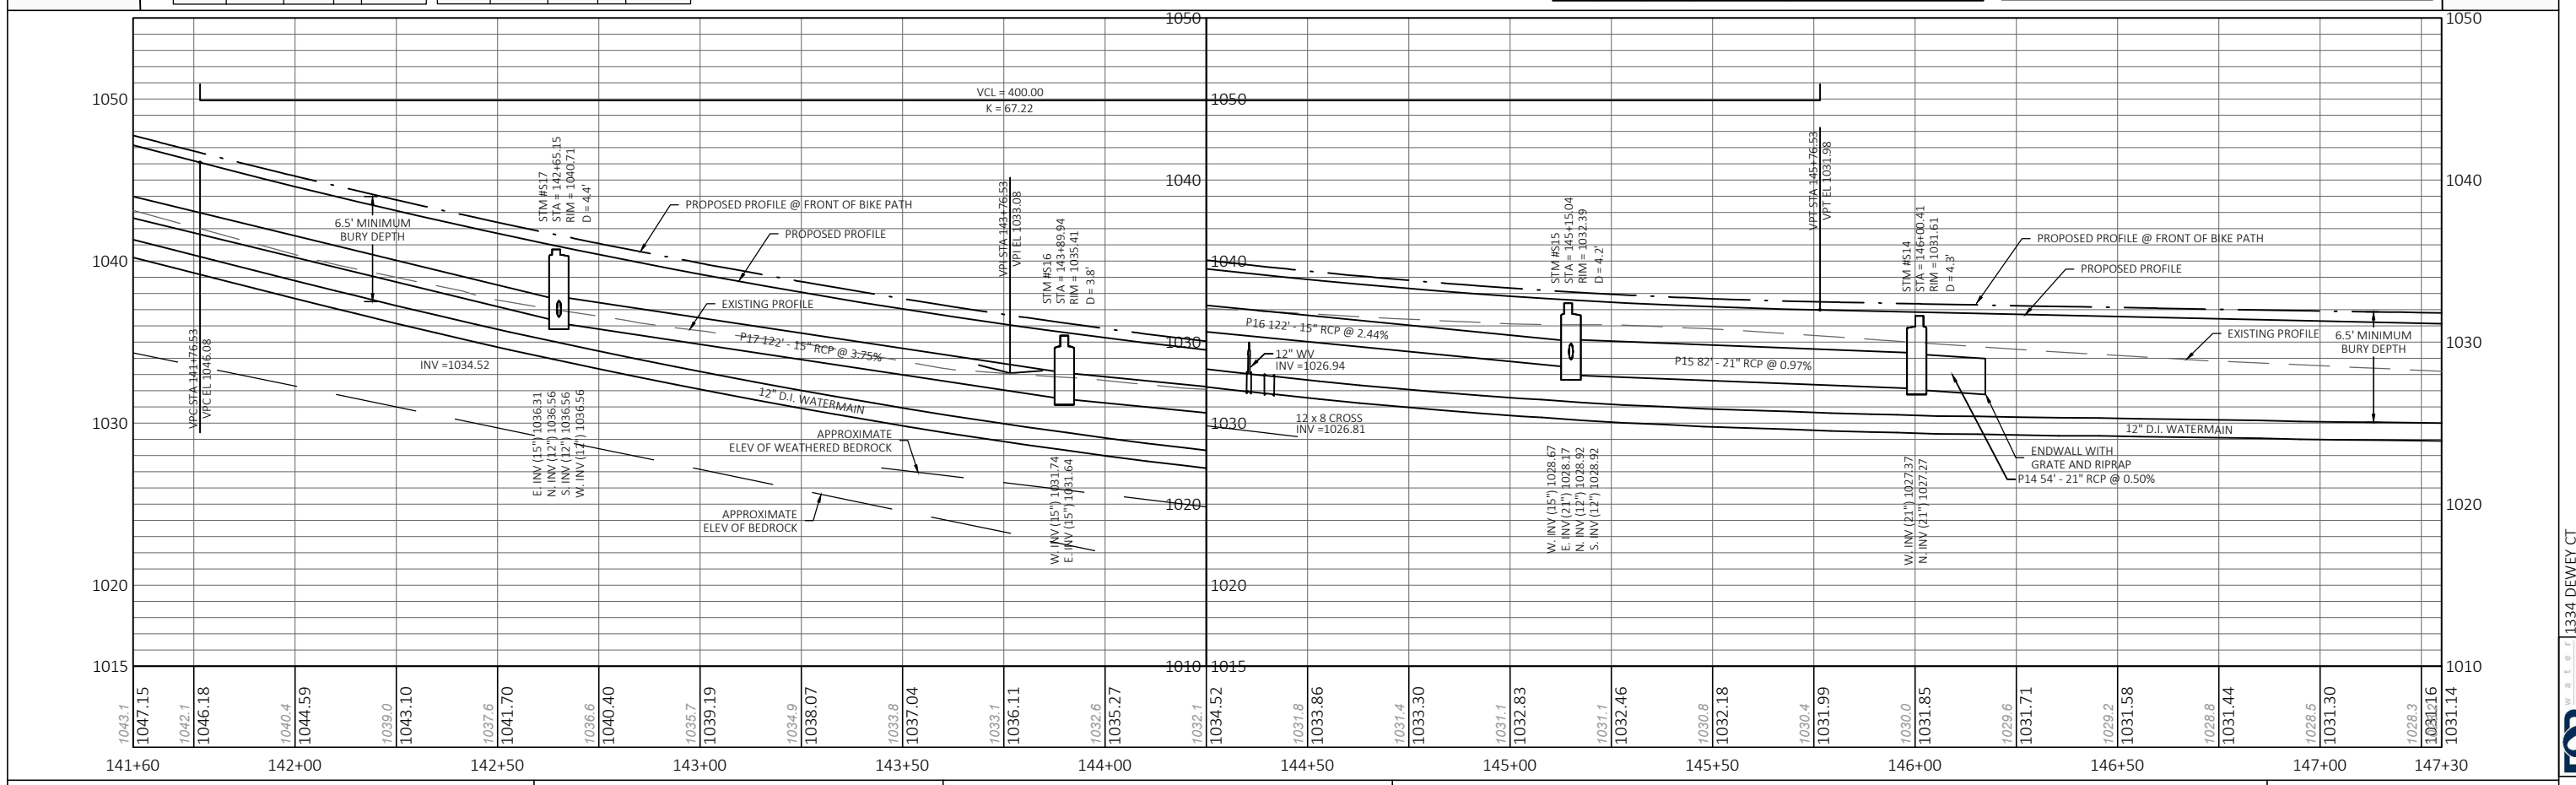 1050
1050
VCL = 400.00
K = 67.22
1050
1050
1040
1040
1040
1040
1030
1030
1030
1030
1020
1020
1020
1020
1015
1010
1015
1010
6.5' MINIMUM
BURY DEPTH
VPC STA 141+76.53
VPC EL 1046.08
INV =1034.52
STM #S17
STA = 142+65.15
RIM = 1040.71
D = 4.4'
E. INV (15") 1036.31
N. INV (12") 1036.56
S. INV (12") 1036.56
W. INV (12") 1036.56
PROPOSED PROFILE @ FRONT OF BIKE PATH
PROPOSED PROFILE
EXISTING PROFILE
P17 122' - 15" RCP @ 3.75%
12" D.I. WATERMAIN
APPROXIMATE
ELEV OF WEATHERED BEDROCK
APPROXIMATE
ELEV OF BEDROCK
VPI STA 143+76.53
VPI EL 1033.08
STM #S16
STA = 143+89.94
RIM = 1035.41
D = 3.8'
W. INV (15") 1031.74
E. INV (15") 1031.64
P16 122' - 15" RCP @ 2.44%
12" WV
INV =1026.94
12 x 8 CROSS
INV =1026.81
STM #S15
STA = 145+15.04
RIM = 1032.39
D = 4.2'
W. INV (15") 1028.67
E. INV (21") 1028.17
N. INV (12") 1028.92
S. INV (12") 1028.92
P15 82' - 21" RCP @ 0.97%
VPT STA 145+76.53
VPT EL 1031.98
STM #S14
STA = 146+00.41
RIM = 1031.61
D = 4.3'
W. INV (21") 1027.37
N. INV (21") 1027.27
PROPOSED PROFILE @ FRONT OF BIKE PATH
PROPOSED PROFILE
EXISTING PROFILE
6.5' MINIMUM
BURY DEPTH
12" D.I. WATERMAIN
ENDWALL WITH
GRATE AND RIPRAP
P14 54' - 21" RCP @ 0.50%
1043.1
1047.15
1042.1
1046.18
1040.4
1044.59
1039.0
1043.10
1037.6
1041.70
1036.6
1040.40
1035.7
1039.19
1034.9
1038.07
1033.8
1037.04
1033.1
1036.11
1032.6
1035.27
1032.1
1034.52
1031.8
1033.86
1031.4
1033.30
1031.1
1032.83
1031.1
1032.46
1030.8
1032.18
1030.4
1031.99
1030.0
1031.85
1029.6
1031.71
1029.2
1031.58
1028.8
1031.44
1028.5
1031.30
1028.3
1031.16
1031.14
141+60
142+00
142+50
143+00
143+50
144+00
144+50
145+00
145+50
146+00
146+50
147+00
147+30
1334 DEWEY CT
water